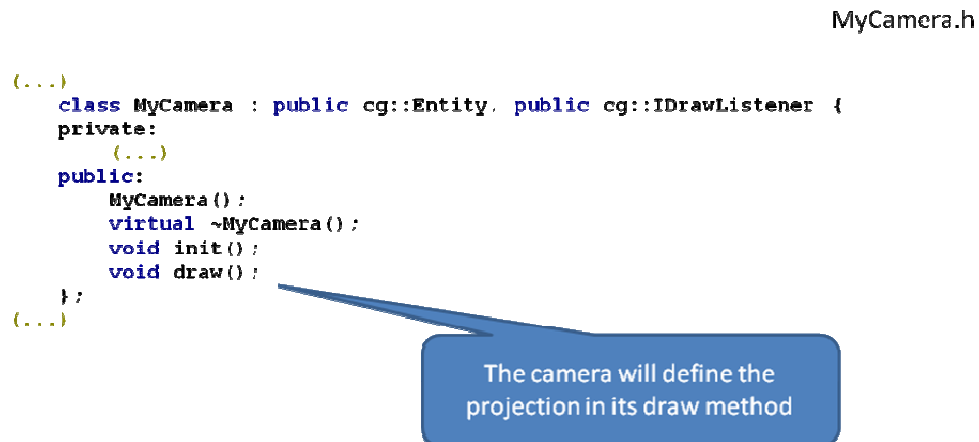 MyCamera.h
(...)
class MyCamera : public cg::Entity, public cg::IDrawListener {
private:
(...)
public:
MyCamera();
virtual ~MyCamera();
void init();
void draw();
};
(...)
The camera will define the
projection in its draw method